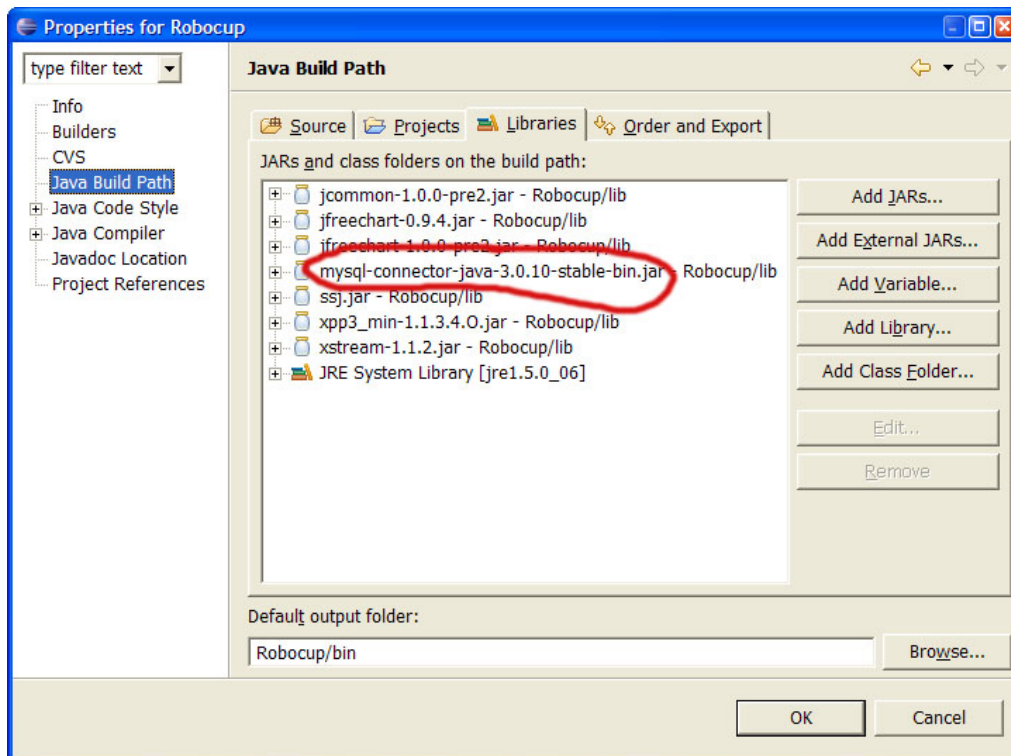 Properties for Robocup
type filter text
Info
Builders
CVS
Java Build Path
Java Code Style
Java Compiler
Javadoc Location
Project References
Java Build Path
Source Projects Libraries Order and Export
JARs and class folders on the build path:
jcommon-1.0.0-pre2.jar - Robocup/lib
jfreechart-0.9.4.jar - Robocup/lib
jfreechart-1.0.0-pre2.jar - Robocup/lib
mysql-connector-java-3.0.10-stable-bin.jar - Robocup/lib
ssj.jar - Robocup/lib
xpp3_min-1.1.3.4.O.jar - Robocup/lib
xstream-1.1.2.jar - Robocup/lib
JRE System Library [jre1.5.0_06]
Add JARs...
Add External JARs...
Add Variable...
Add Library...
Add Class Folder...
Edit...
Remove
Default output folder:
Robocup/bin
Browse...
OK Cancel